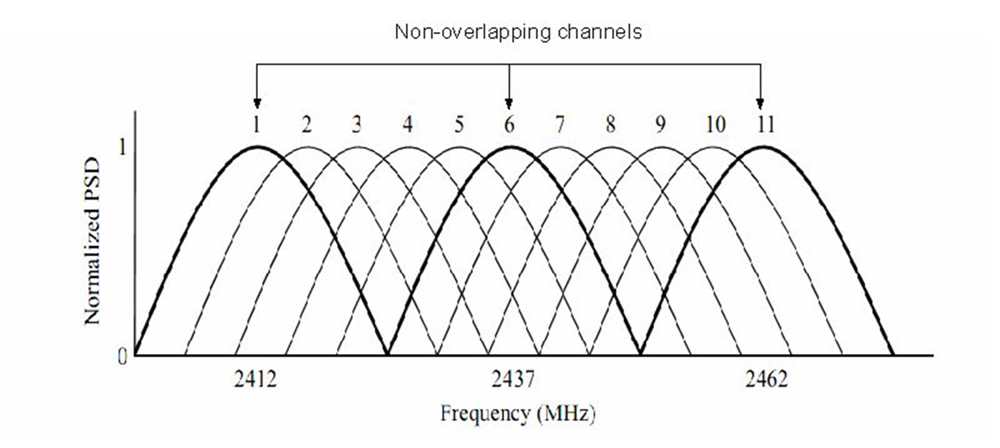 Non-overlapping channels
1 2 3 4 5 6 7 8 9 10 11
1
Normalized PSD
0
2412 2437 2462
Frequency (MHz)